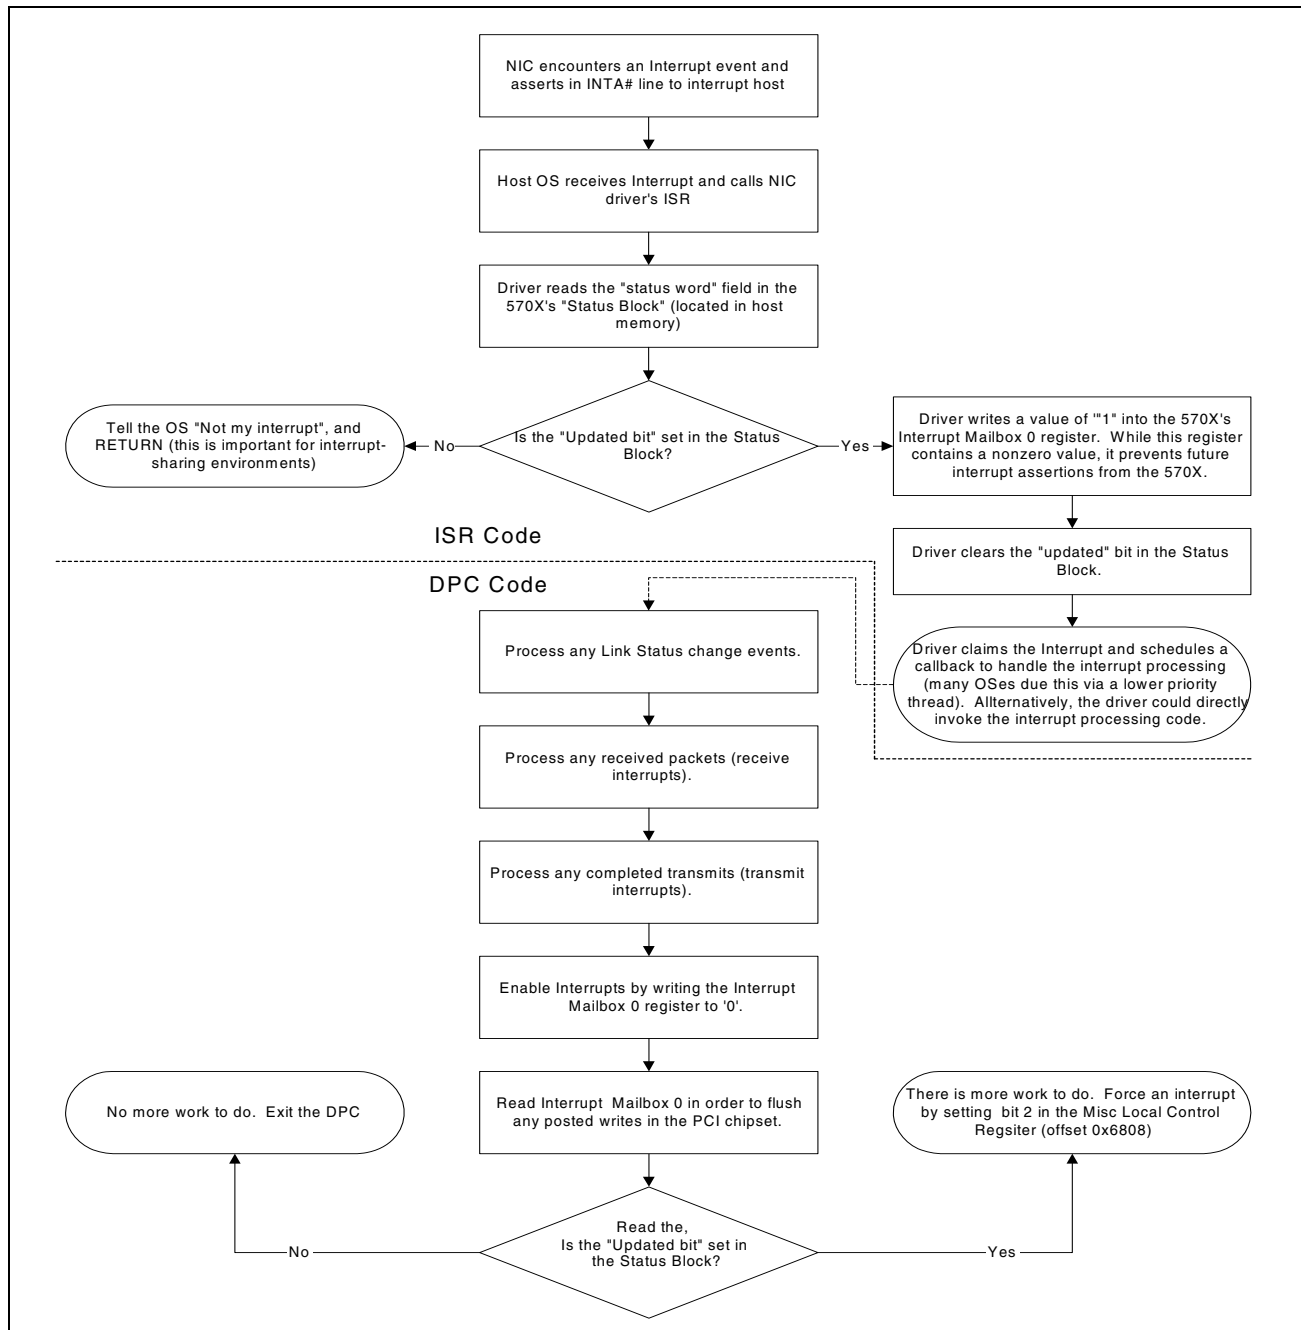 NIC encounters an Interrupt event and
asserts in INTA# line to interrupt host
Host OS receives Interrupt and calls NIC
driver's ISR
Driver reads the "status word" field in the
570X's "Status Block" (located in host
memory)
Is the "Updated bit" set in the Status
Block?
No
Tell the OS "Not my interrupt", and
RETURN (this is important for interrupt-
sharing environments)
Yes
Driver writes a value of '"1" into the 570X's
Interrupt Mailbox 0 register.  While this register
contains a nonzero value, it prevents future
interrupt assertions from the 570X.
Driver clears the "updated" bit in the Status
Block.
Driver claims the Interrupt and schedules a
callback to handle the interrupt processing
(many OSes due this via a lower priority
thread).  Allternatively, the driver could directly
invoke the interrupt processing code.
ISR Code
DPC Code
Process any Link Status change events.
Process any received packets (receive
interrupts).
Process any completed transmits (transmit
interrupts).
Enable Interrupts by writing the Interrupt
Mailbox 0 register to '0'.
Read Interrupt  Mailbox 0 in order to flush
any posted writes in the PCI chipset.
Read the,
Is the "Updated bit" set in
the Status Block?
No
No more work to do.  Exit the DPC
Yes
There is more work to do.  Force an interrupt
by setting  bit 2 in the Misc Local Control
Regsiter (offset 0x6808)